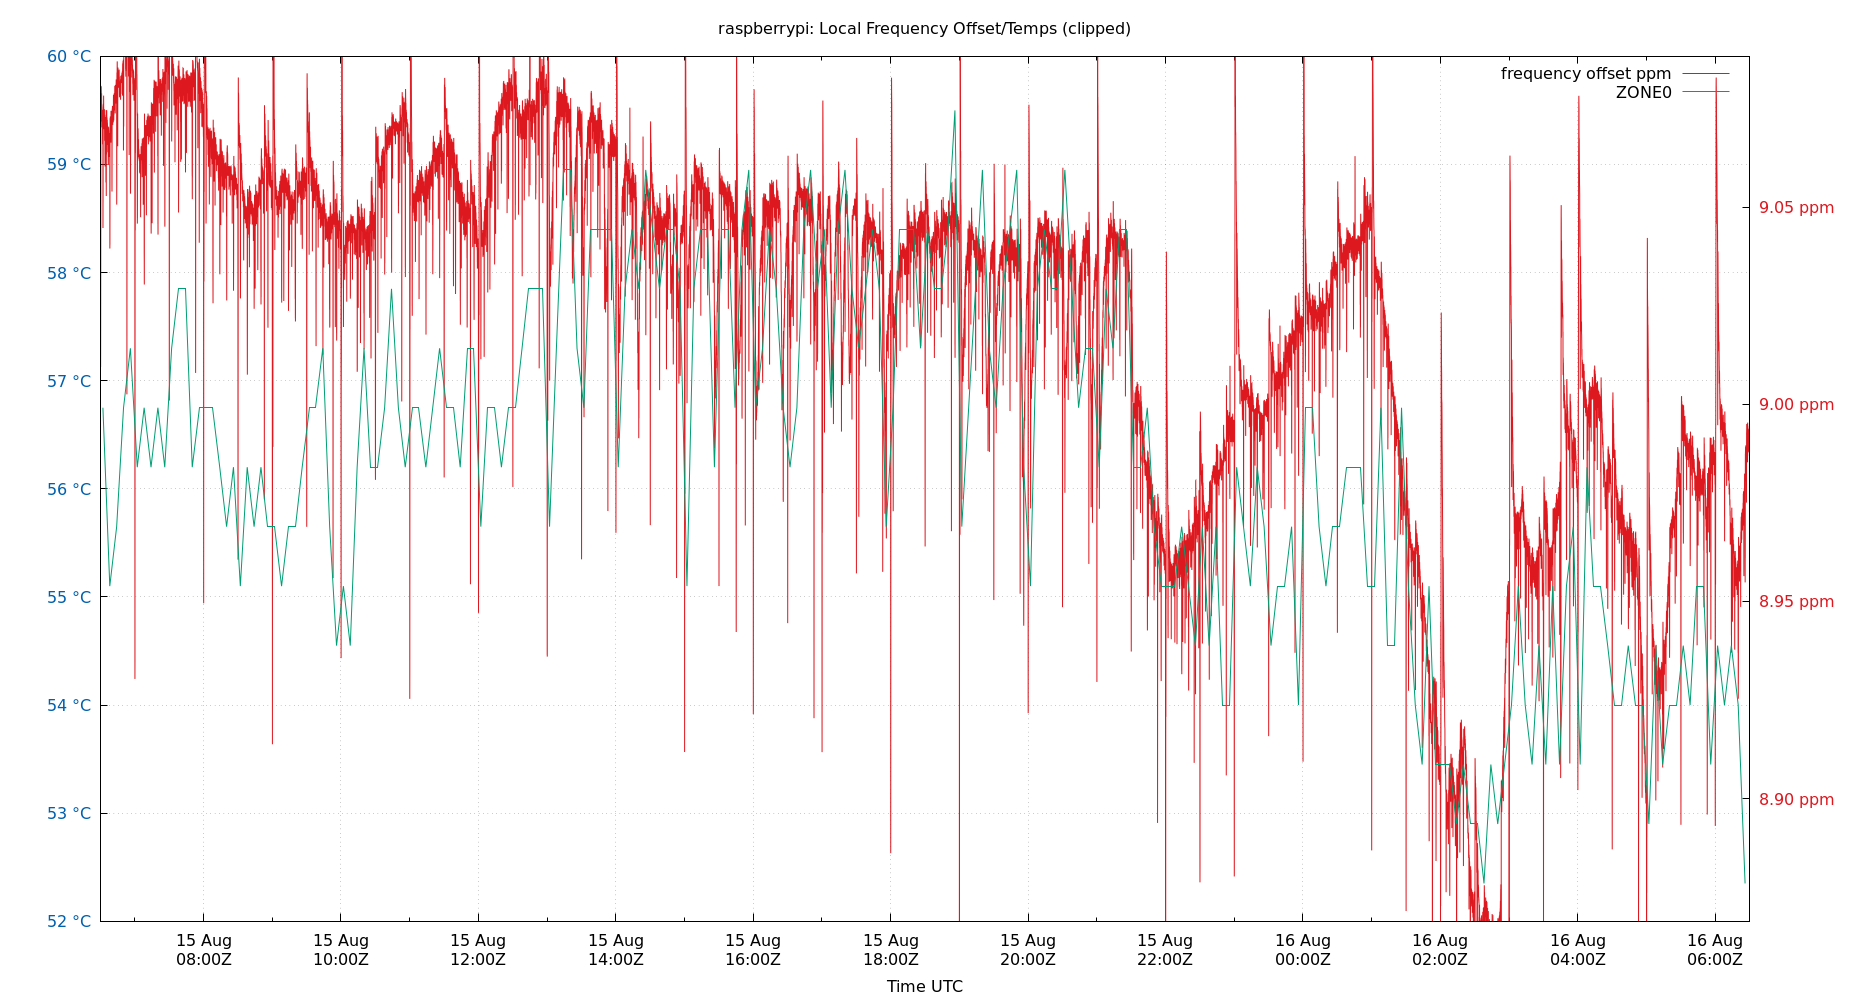 raspberrypi: Local Frequency Offset/Temps (clipped)
frequency offset ppm
ZONE0
60 °C
59 °C
58 °C
57 °C
56 °C
55 °C
54 °C
53 °C
52 °C
9.05 ppm
9.00 ppm
8.95 ppm
8.90 ppm
15 Aug 15 Aug 15 Aug 15 Aug 15 Aug 15 Aug 15 Aug 15 Aug 16 Aug 16 Aug 16 Aug 16 Aug
08:00Z 10:00Z 12:00Z 14:00Z 16:00Z 18:00Z 20:00Z 22:00Z 00:00Z 02:00Z 04:00Z 06:00Z
Time UTC